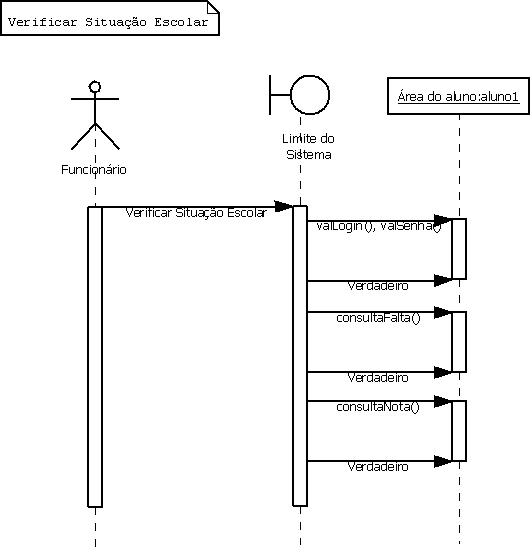 Verificar Situação Escolar
Área do aluno:aluno1
Limite do
Sistema
Funcionário
Verificar Situação Escolar
valLogin(), valSenha()
Verdadeiro
consultaFalta()
Verdadeiro
consultaNota()
Verdadeiro